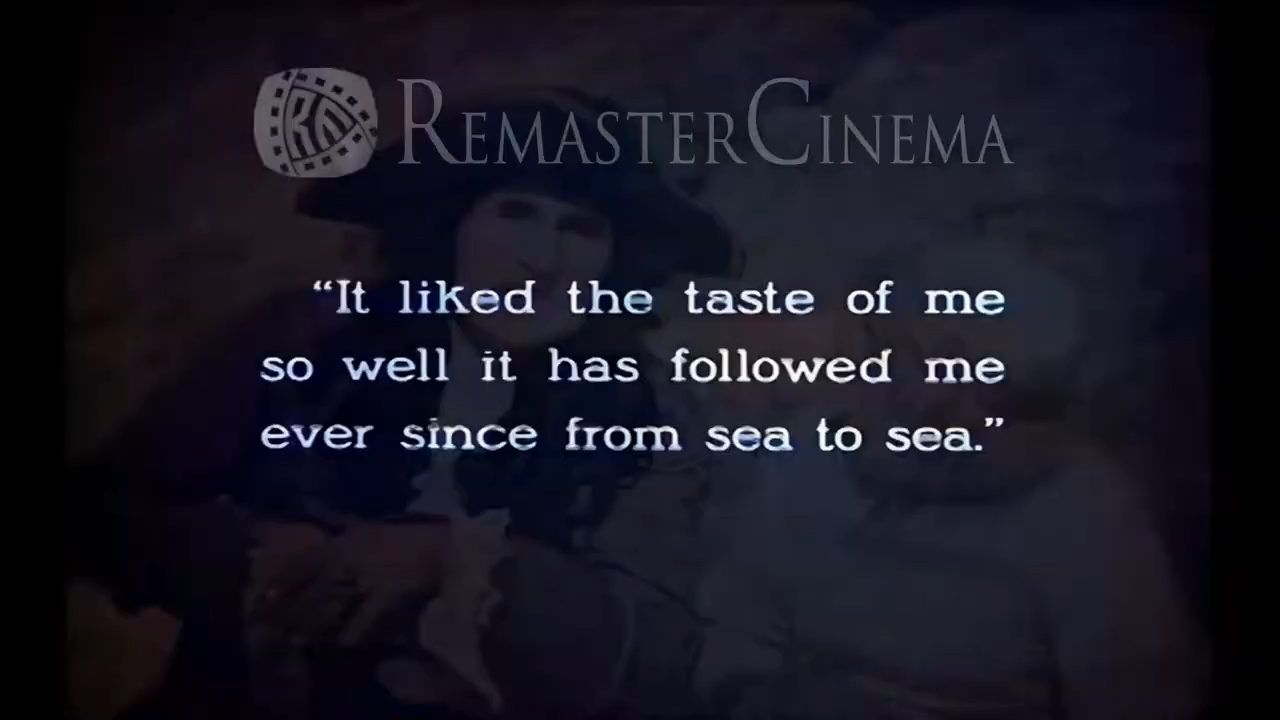 REMASTERCINEMA
“It liked the taste of me
so well it has followed me
ever since from sea to sea.”